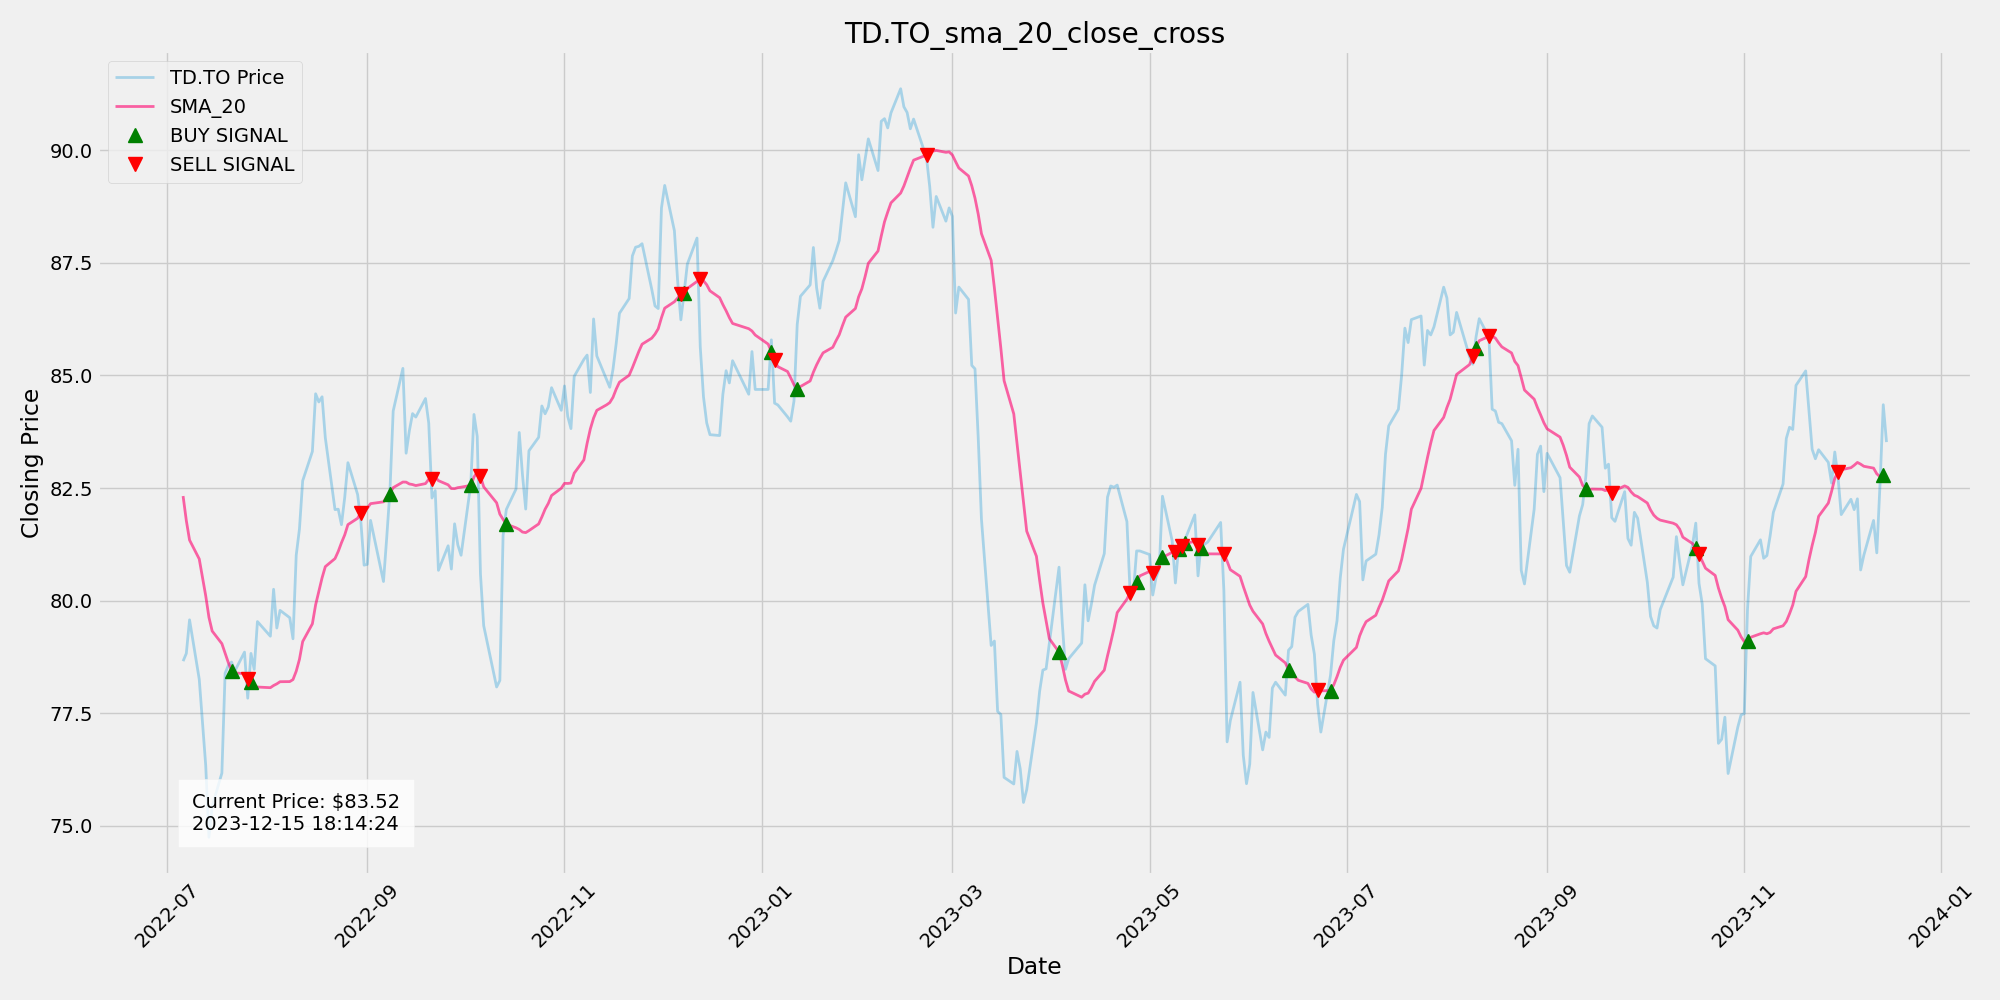 TD.TO_sma_20_close_cross
TD.TO Price
SMA_20
BUY SIGNAL
SELL SIGNAL
90.0
87.5
85.0
82.5
80.0
77.5
75.0
Closing Price
Current Price: $83.52
2023-12-15 18:14:24
2022-07
2022-09
2022-11
2023-01
2023-03
2023-05
2023-07
2023-09
2023-11
2024-01
Date